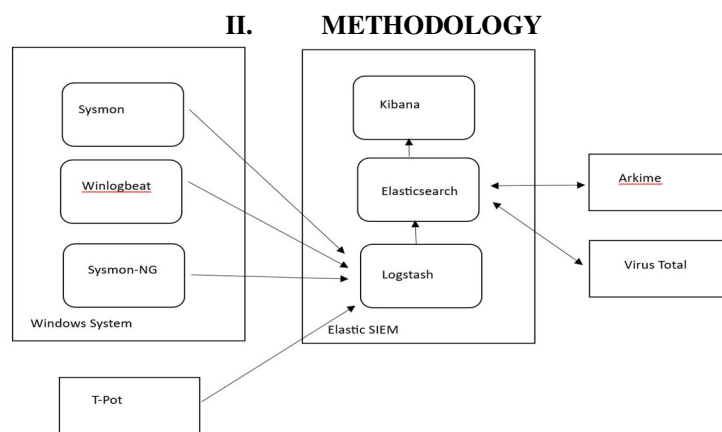 II. METHODOLOGY
Sysmon
Winlogbeat
Sysmon-NG
Windows System
T-Pot
Kibana
Elasticsearch
Logstash
Elastic SIEM
Arkime
Virus Total